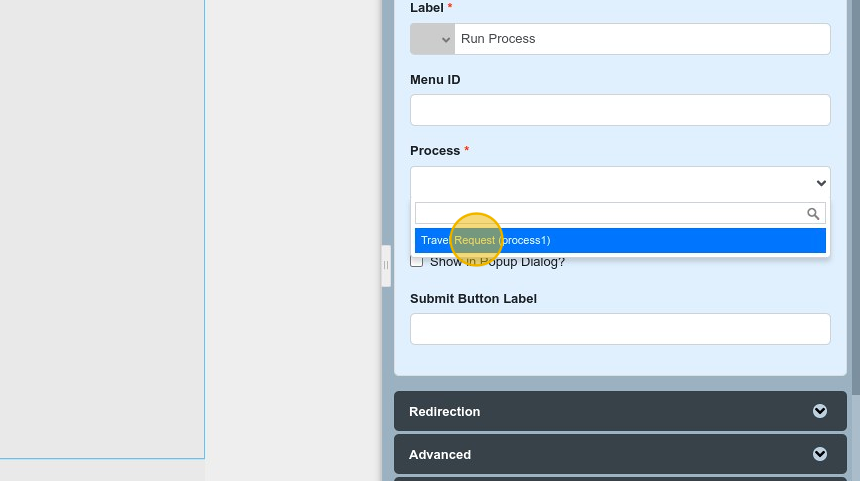 Label *
Run Process
Menu ID
Process *
Travel Request (process1)
Show in Popup Dialog?
Submit Button Label
Redirection
Advanced